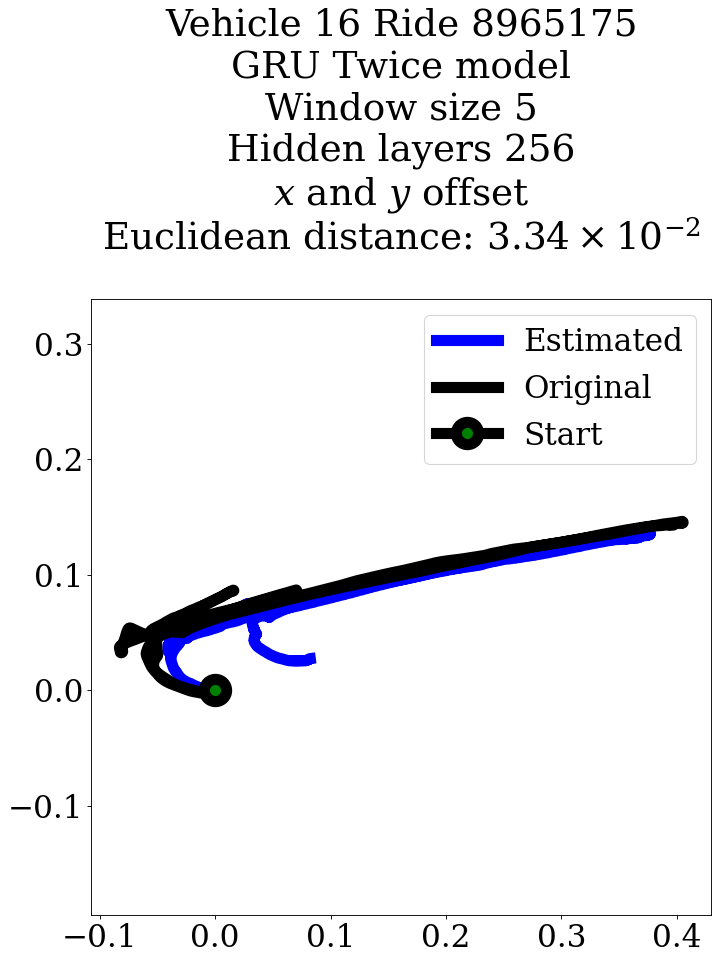 Vehicle 16 Ride 8965175
GRU Twice model
Window size 5
Hidden layers 256
x and y offset
Euclidean distance: 3.34 × 10⁻²
Estimated
Original
Start
0.3
0.2
0.1
0.0
−0.1
−0.1 0.0 0.1 0.2 0.3 0.4